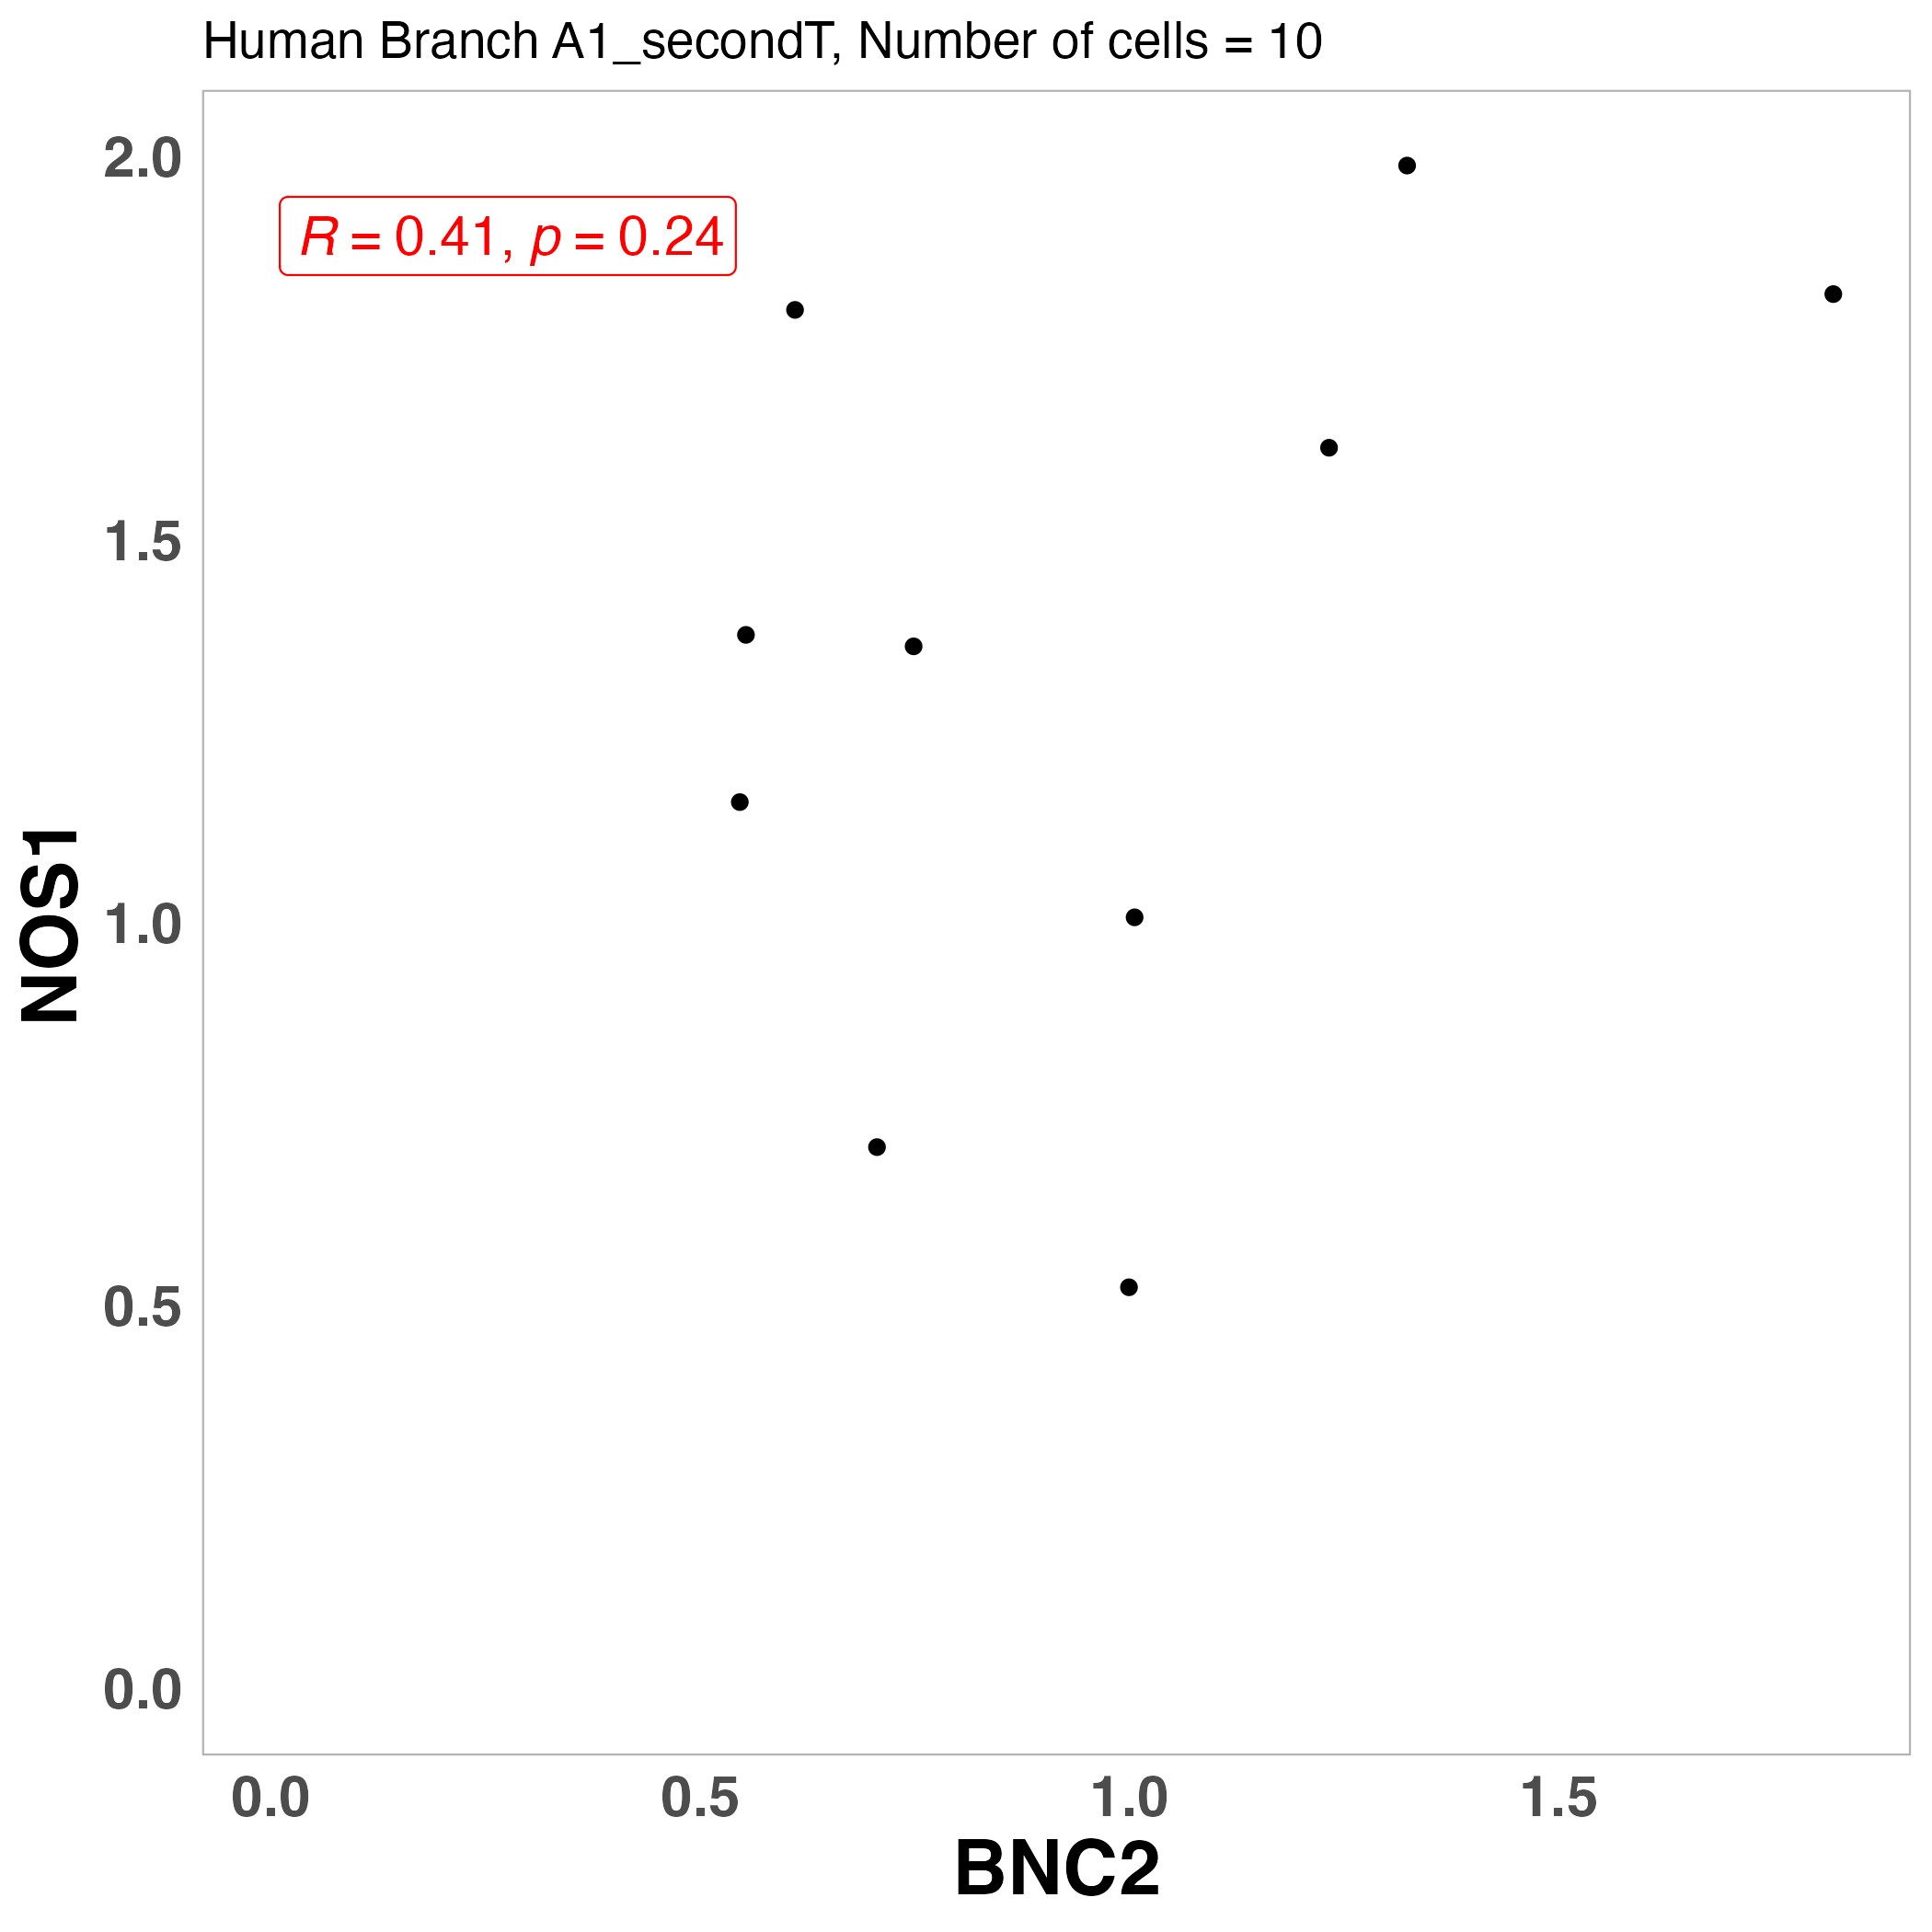 Human Branch A1_secondT, Number of cells = 10
R = 0.41, p = 0.24
2.0
1.5
1.0
0.5
0.0
NOS1
0.0 0.5 1.0 1.5
BNC2